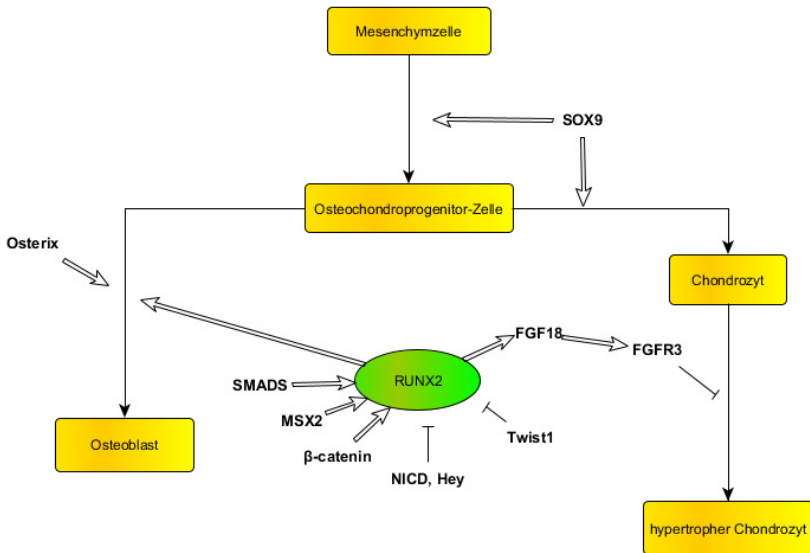 Mesenchymzelle
SOX9
Osteochondroprogenitor-Zelle
Osterix
Chondrozyt
FGF18
FGFR3
RUNX2
SMADS
MSX2
Twist1
Osteoblast
β-catenin
NICD, Hey
hypertropher Chondrozyt